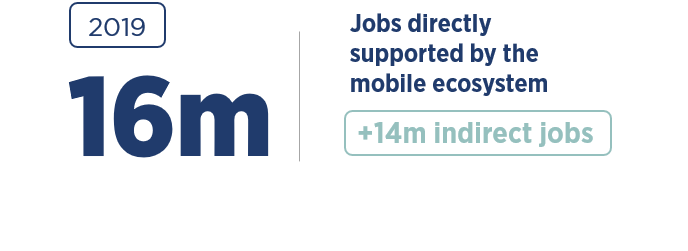 2019
16m
Jobs directly
supported by the
mobile ecosystem
+14m indirect jobs